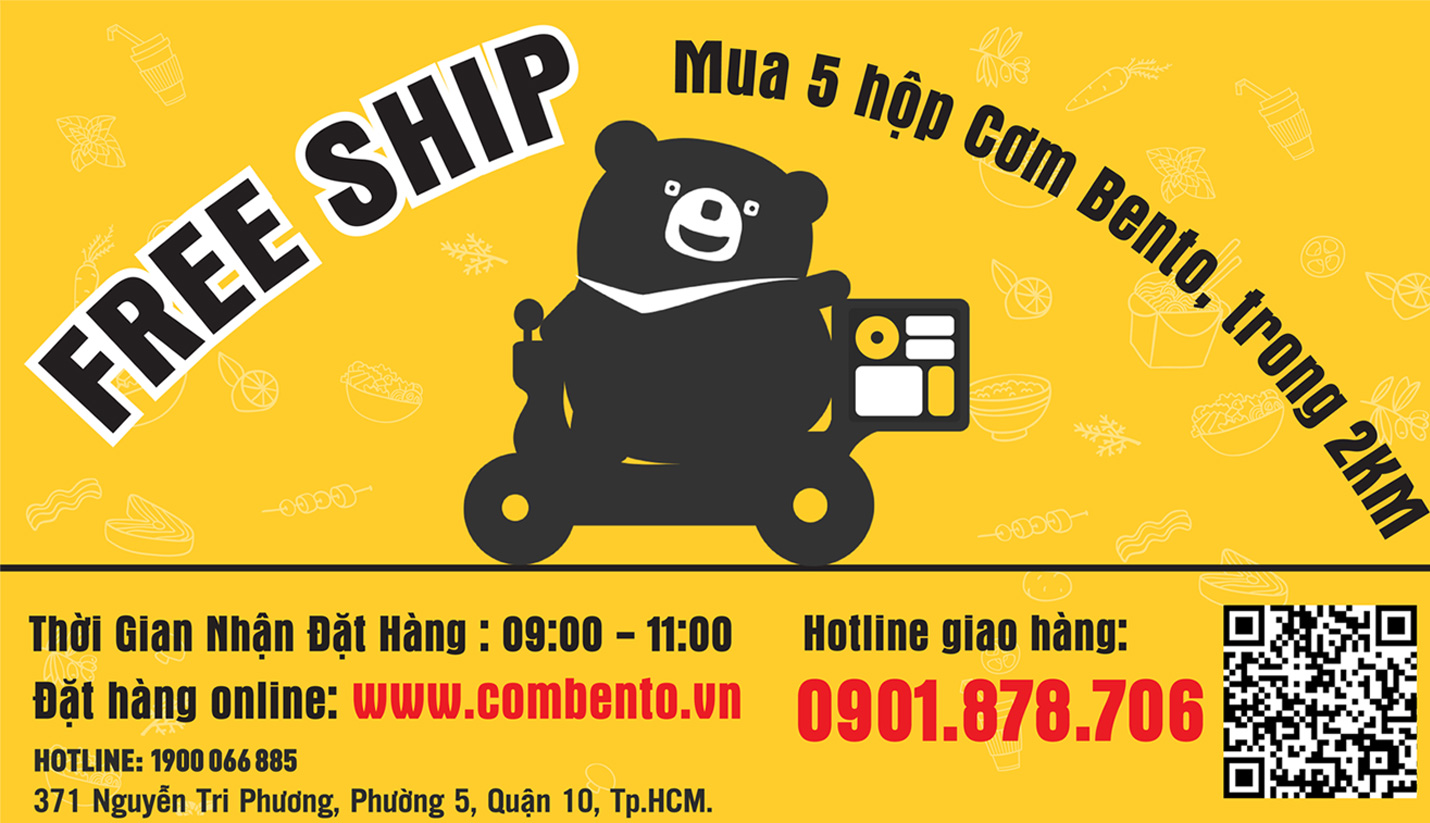 FREE SHIP
Mua 5 hộp Cơm Bento, trong 2KM
Thời Gian Nhận Đặt Hàng : 09:00 – 11:00
Đặt hàng online: www.combento.vn
HOTLINE: 1900 066 885
371 Nguyễn Tri Phương, Phường 5, Quận 10, Tp.HCM.
Hotline giao hàng:
0901.878.706